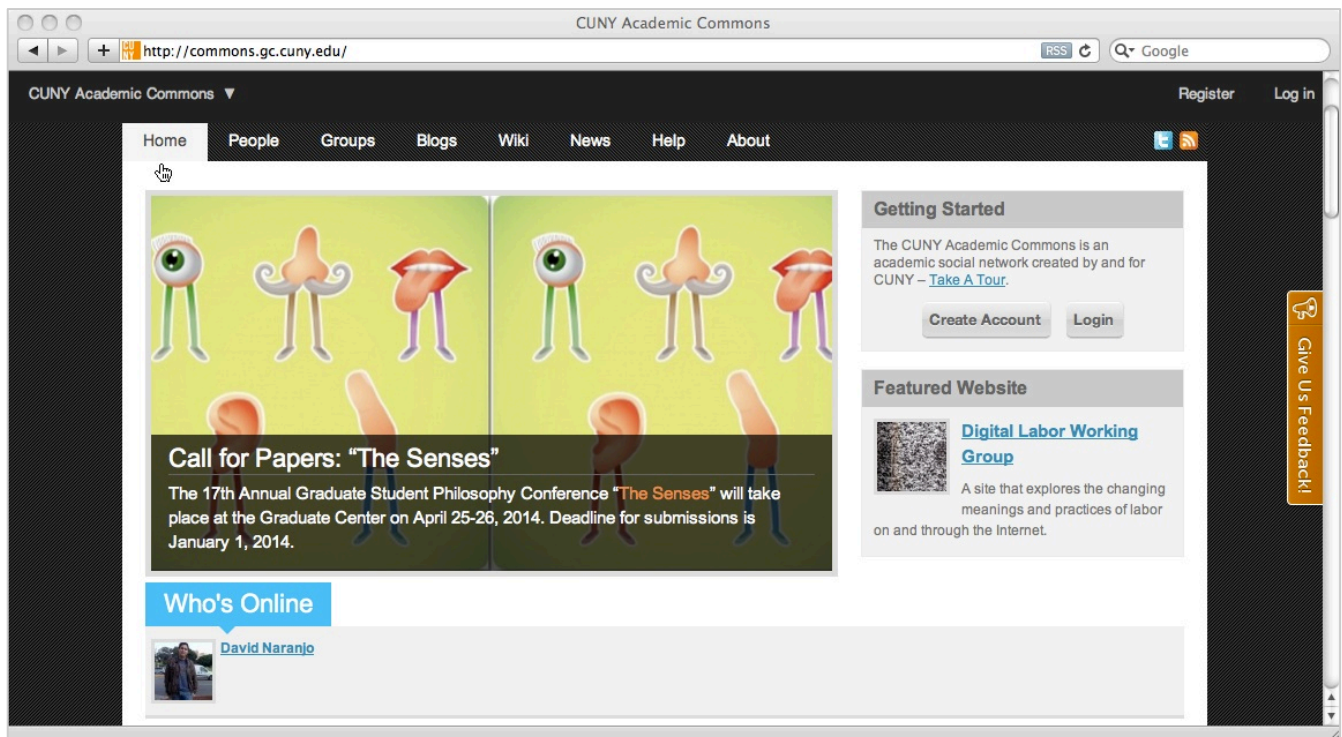 CUNY Academic Commons
http://commons.gc.cuny.edu/
RSS
Google
CUNY Academic Commons ▼
Register
Log in
Home
People
Groups
Blogs
Wiki
News
Help
About
Call for Papers: “The Senses”
The 17th Annual Graduate Student Philosophy Conference “The Senses” will take
place at the Graduate Center on April 25-26, 2014. Deadline for submissions is
January 1, 2014.
Getting Started
The CUNY Academic Commons is an
academic social network created by and for
CUNY – Take A Tour.
Create Account
Login
Featured Website
Digital Labor Working
Group
A site that explores the changing
meanings and practices of labor
on and through the Internet.
Give Us Feedback!
Who's Online
David Naranjo